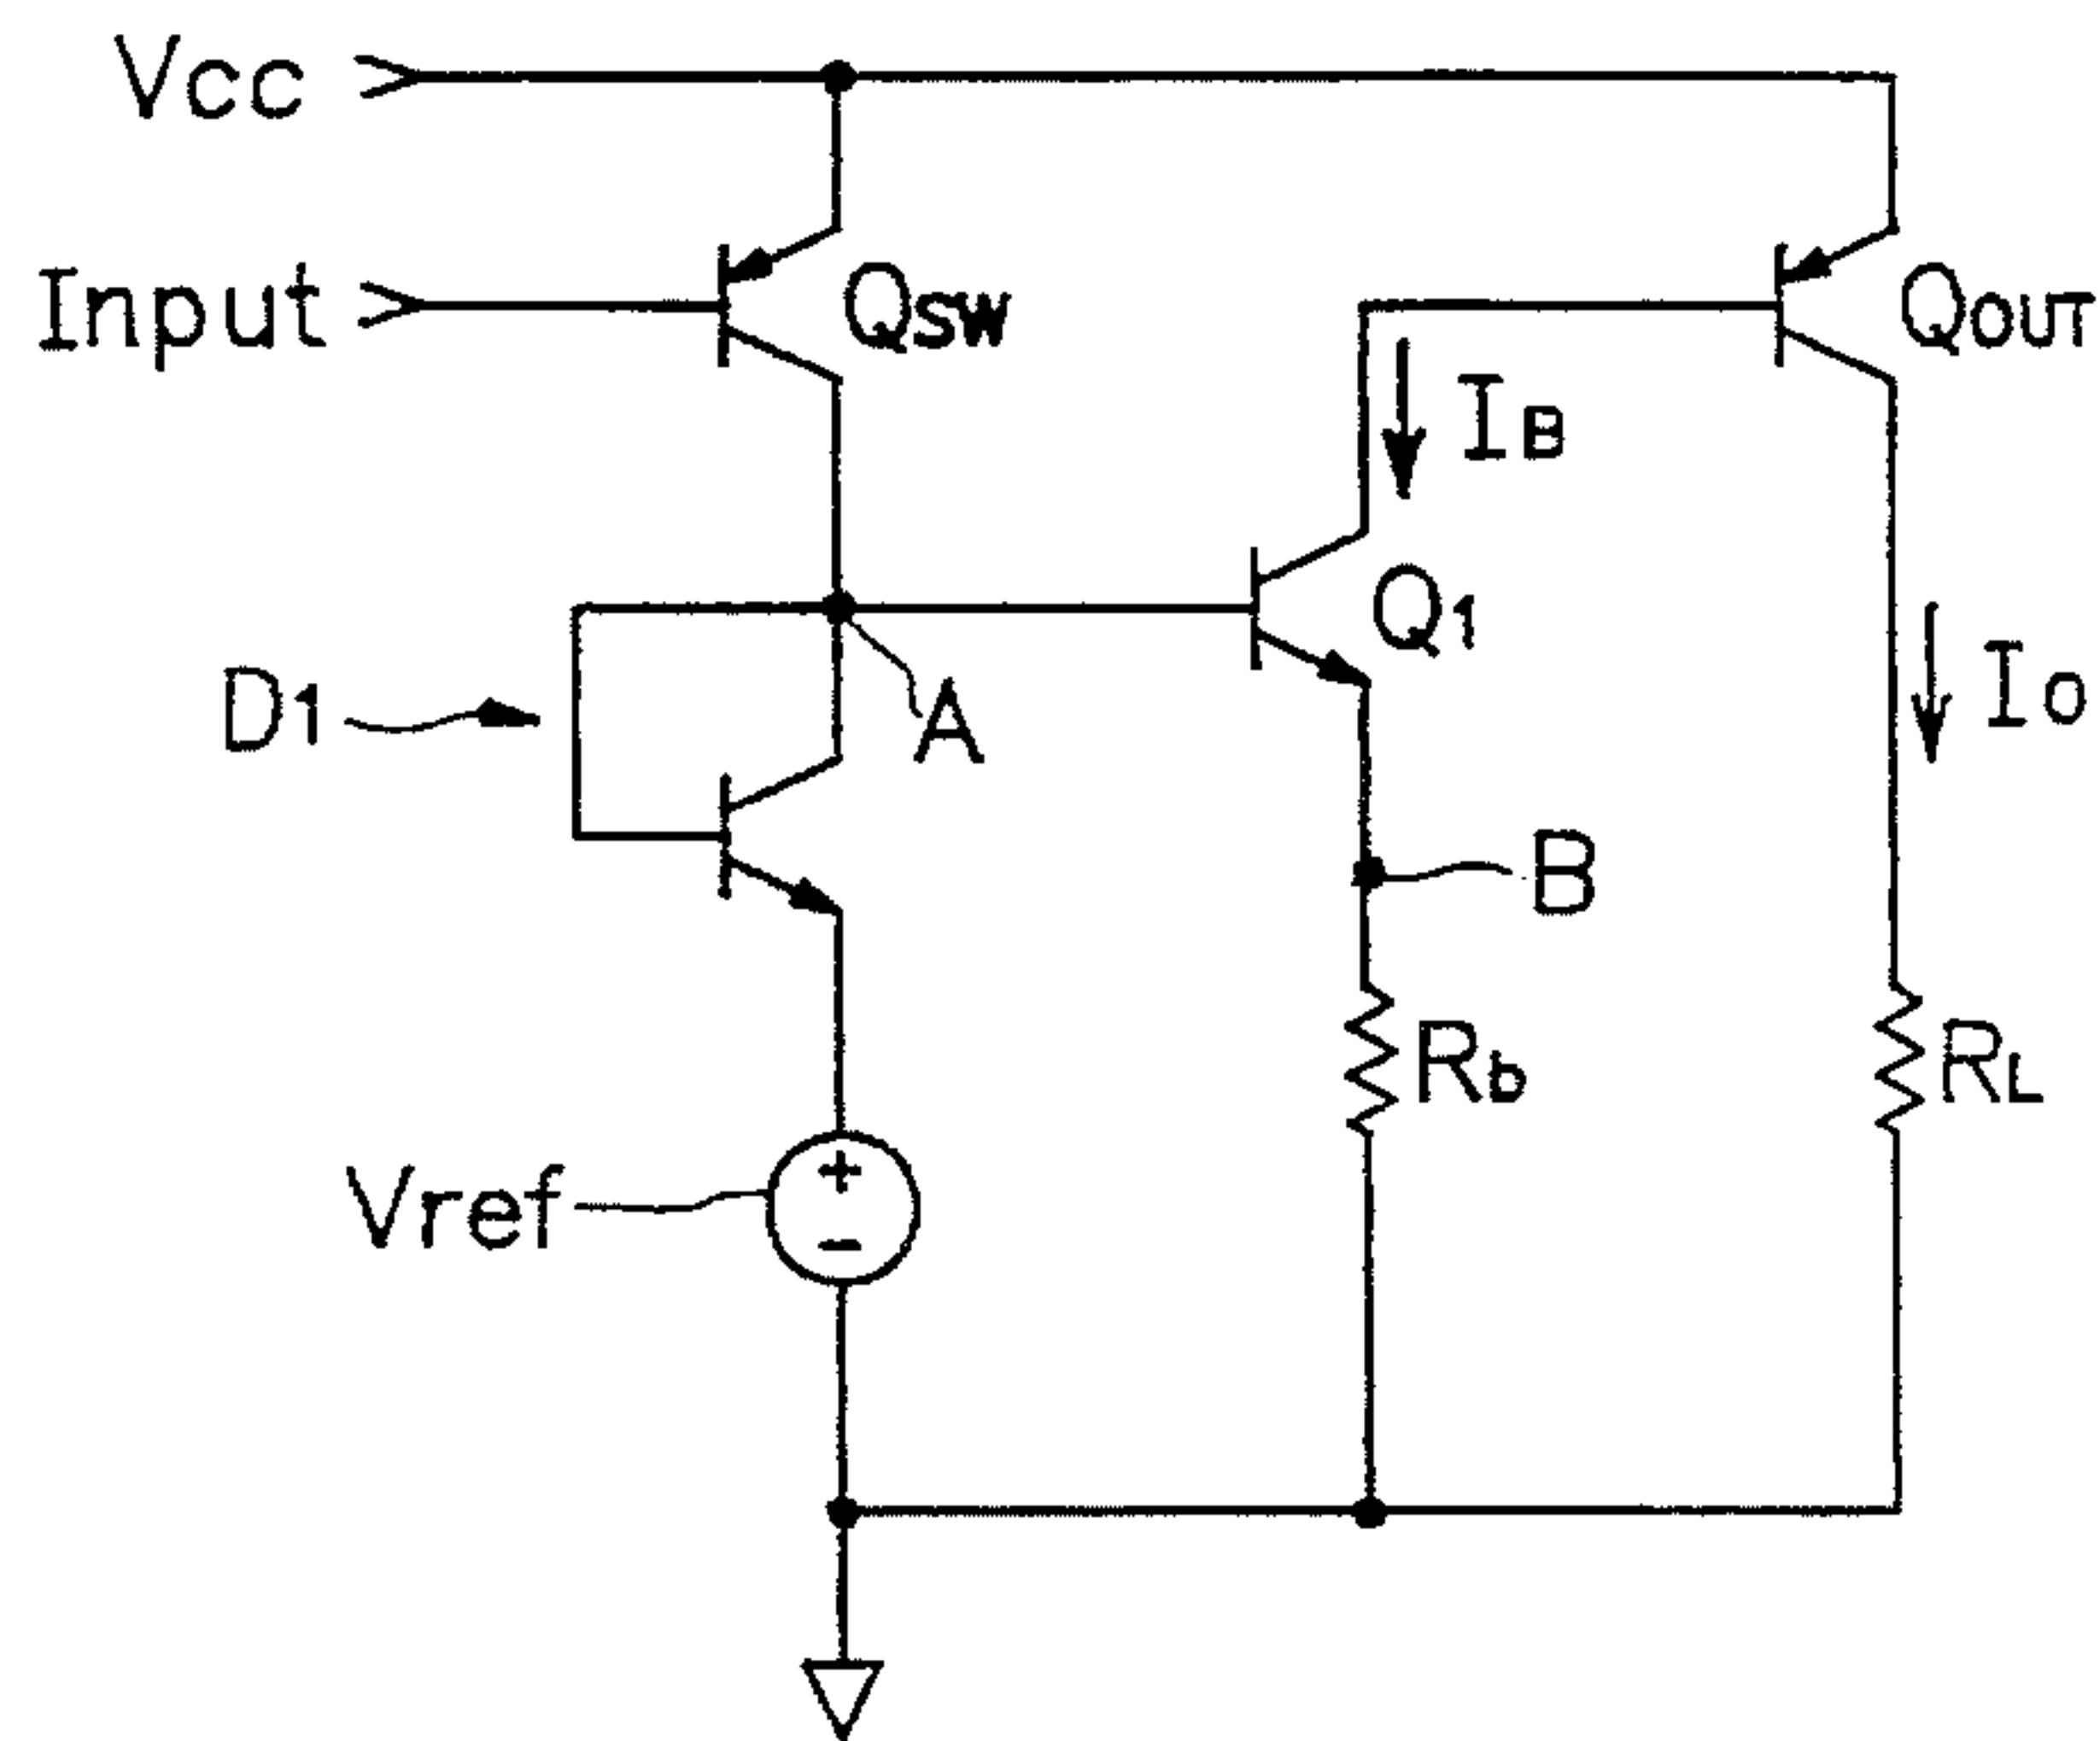 Vcc
Input
QSW
QOUT
IB
Q1
D1
A
IO
B
Rb
RL
Vref
+
-